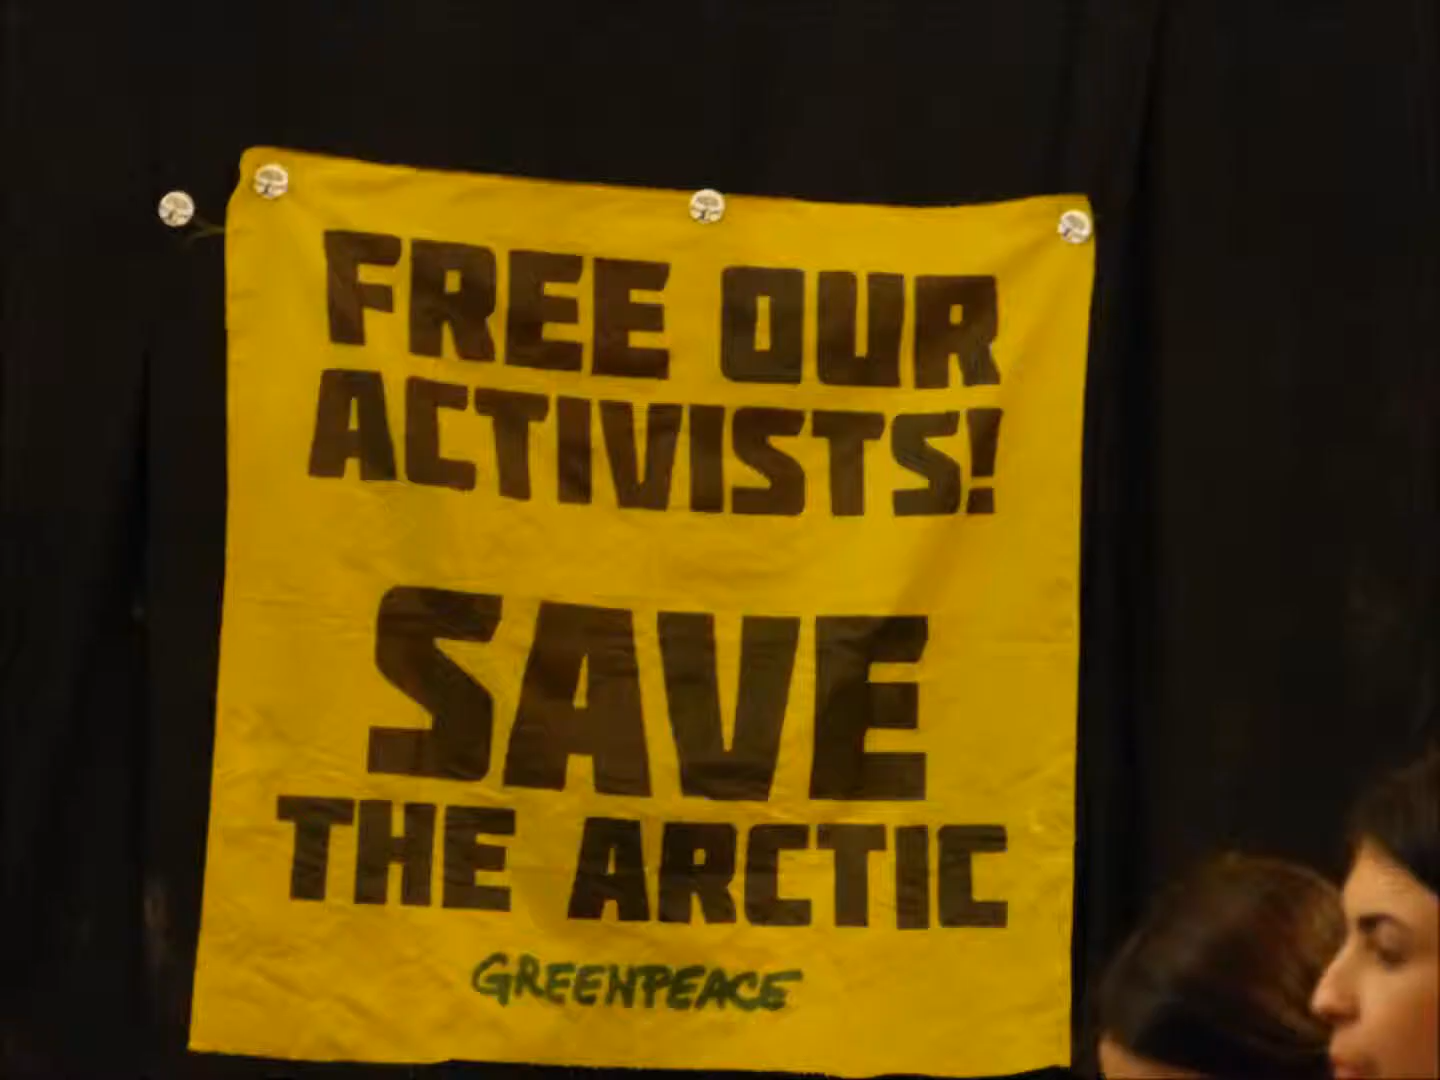 FREE OUR
ACTIVISTS!
SAVE
THE ARCTIC
GREENPEACE